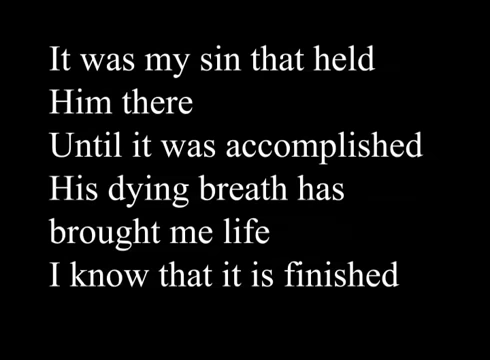 It was my sin that held
Him there
Until it was accomplished
His dying breath has
brought me life
I know that it is finished